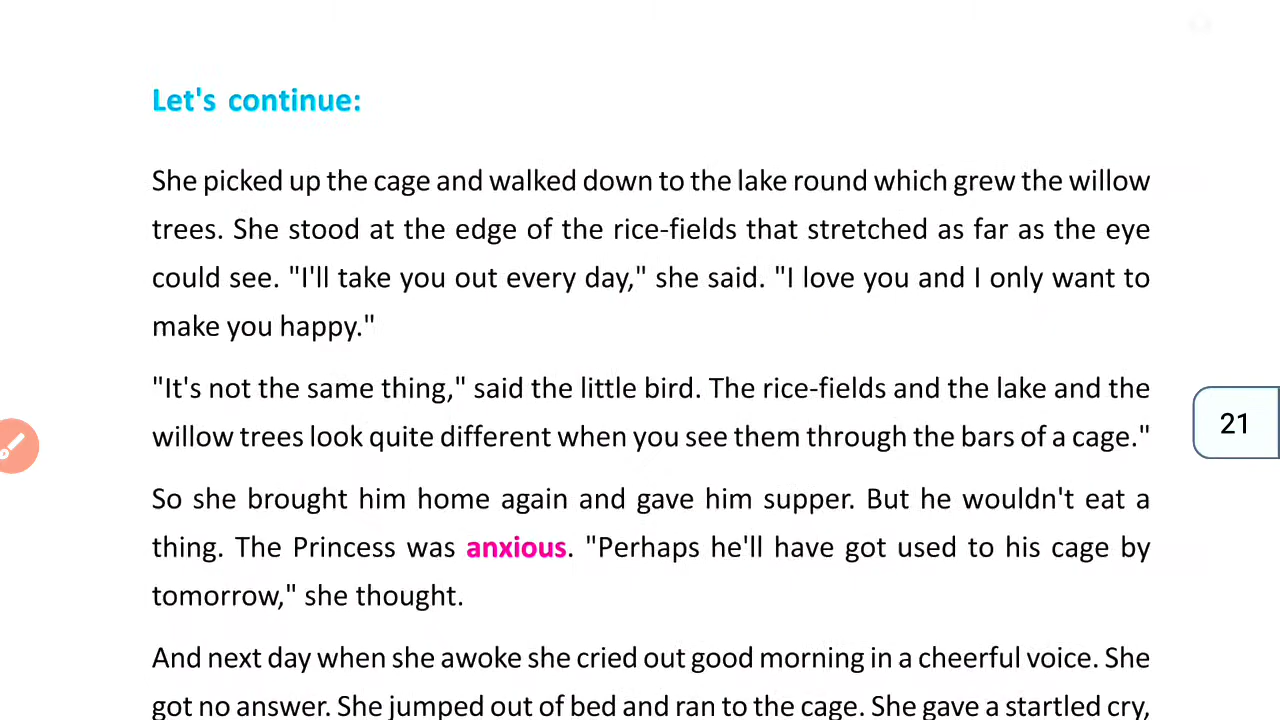 Let's continue:
She picked up the cage and walked down to the lake round which grew the willow
trees. She stood at the edge of the rice-fields that stretched as far as the eye
could see. "I'll take you out every day," she said. "I love you and I only want to
make you happy."
"It's not the same thing," said the little bird. The rice-fields and the lake and the
willow trees look quite different when you see them through the bars of a cage."
21
So she brought him home again and gave him supper. But he wouldn't eat a
thing. The Princess was anxious. "Perhaps he'll have got used to his cage by
tomorrow," she thought.
And next day when she awoke she cried out good morning in a cheerful voice. She
got no answer. She jumped out of bed and ran to the cage. She gave a startled cry,